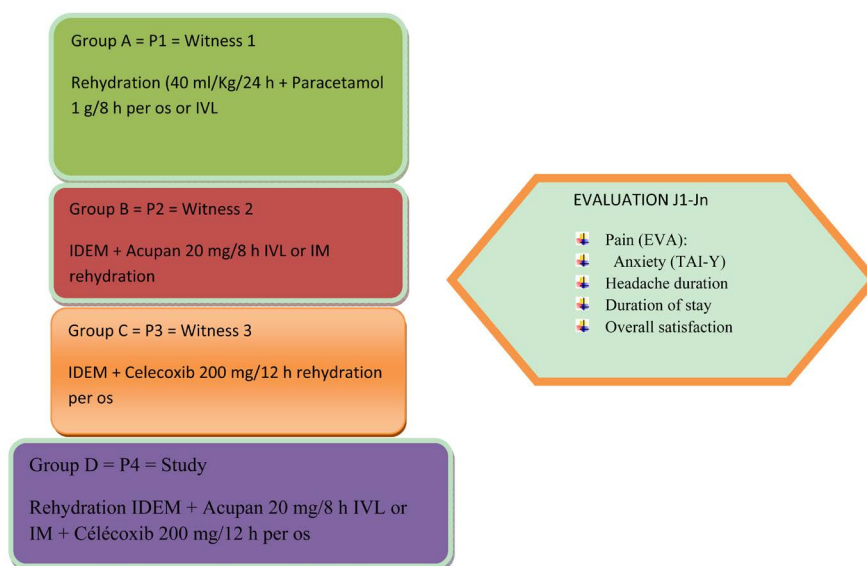 Group A = P1 = Witness 1
Rehydration (40 ml/Kg/24 h + Paracetamol
1 g/8 h per os or IVL
Group B = P2 = Witness 2
IDEM + Acupan 20 mg/8 h IVL or IM
rehydration
Group C = P3 = Witness 3
IDEM + Celecoxib 200 mg/12 h rehydration
per os
Group D = P4 = Study
Rehydration IDEM + Acupan 20 mg/8 h IVL or
IM + Célécoxib 200 mg/12 h per os
EVALUATION J1-Jn
Pain (EVA):
Anxiety (TAI-Y)
Headache duration
Duration of stay
Overall satisfaction